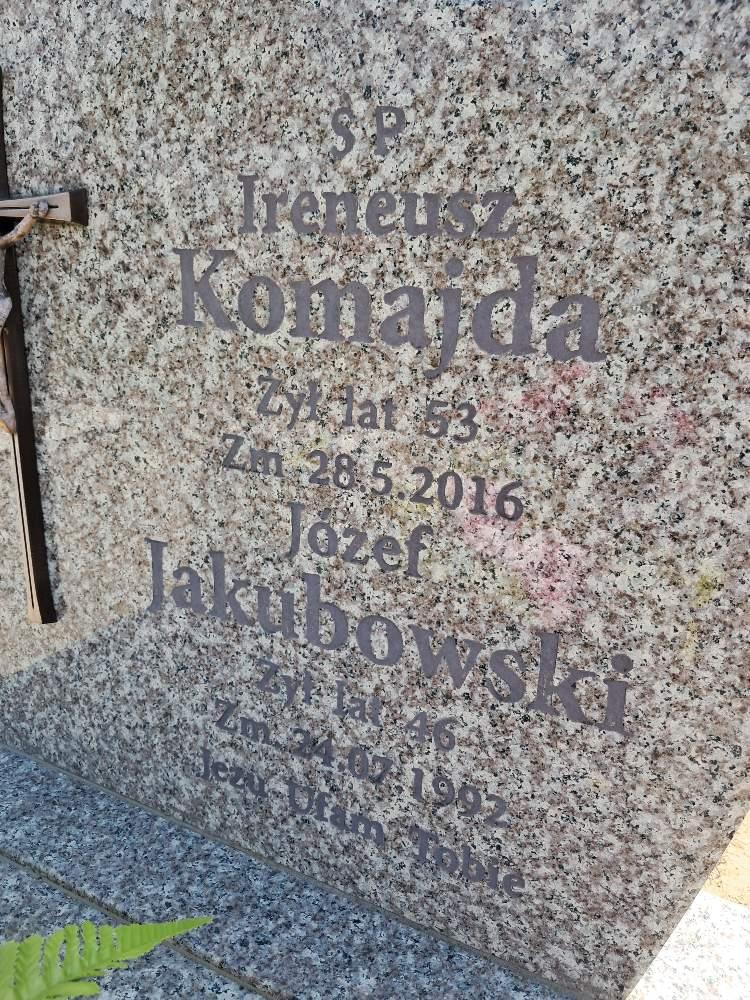 Ś P
Ireneusz
Komajda
Żył lat 53
Zm 28.5.2016
Józef
Jakubowski
Żył lat 46
Zm. 24.07.1992
Jezu Ufam Tobie